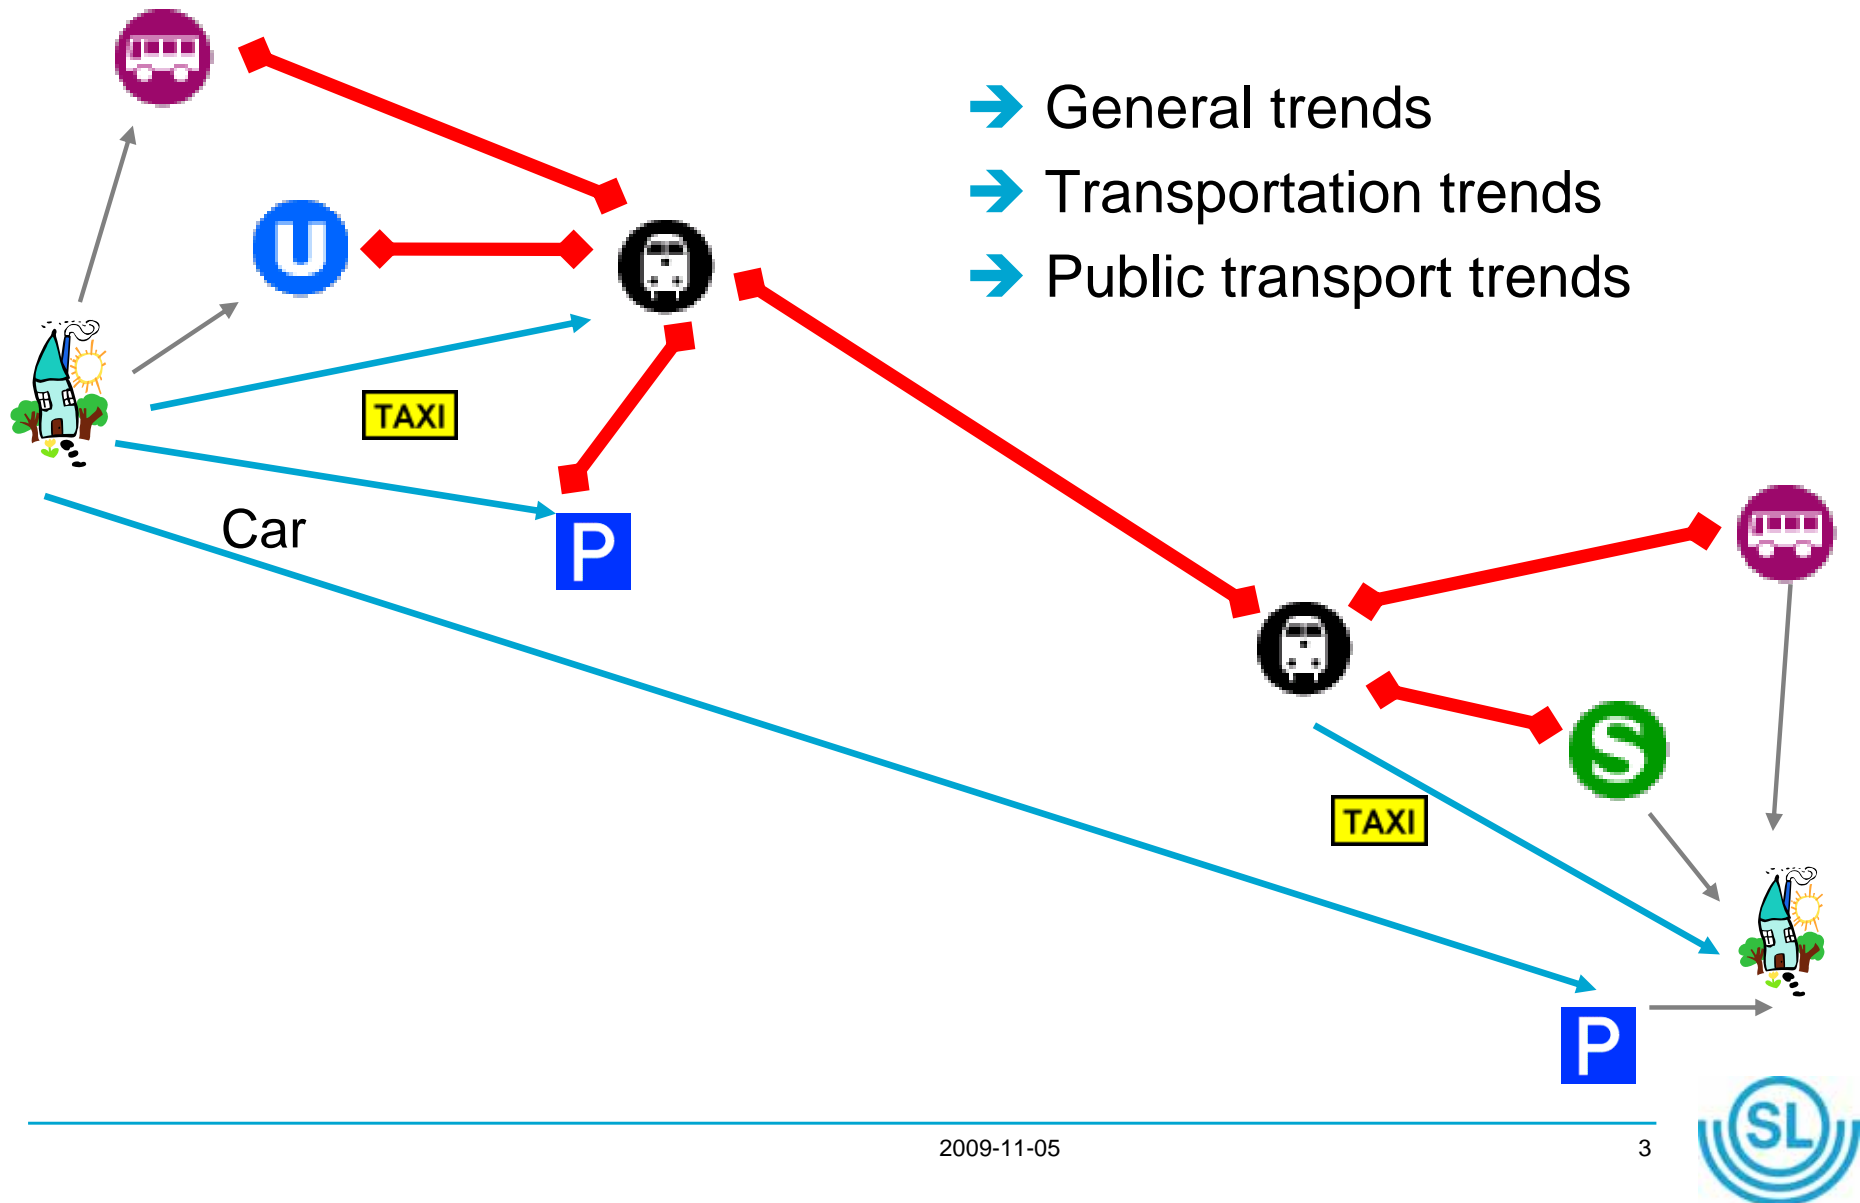 General trends
Transportation trends
Public transport trends
U
TAXI
Car
P
S
TAXI
P
2009-11-05
3
SL